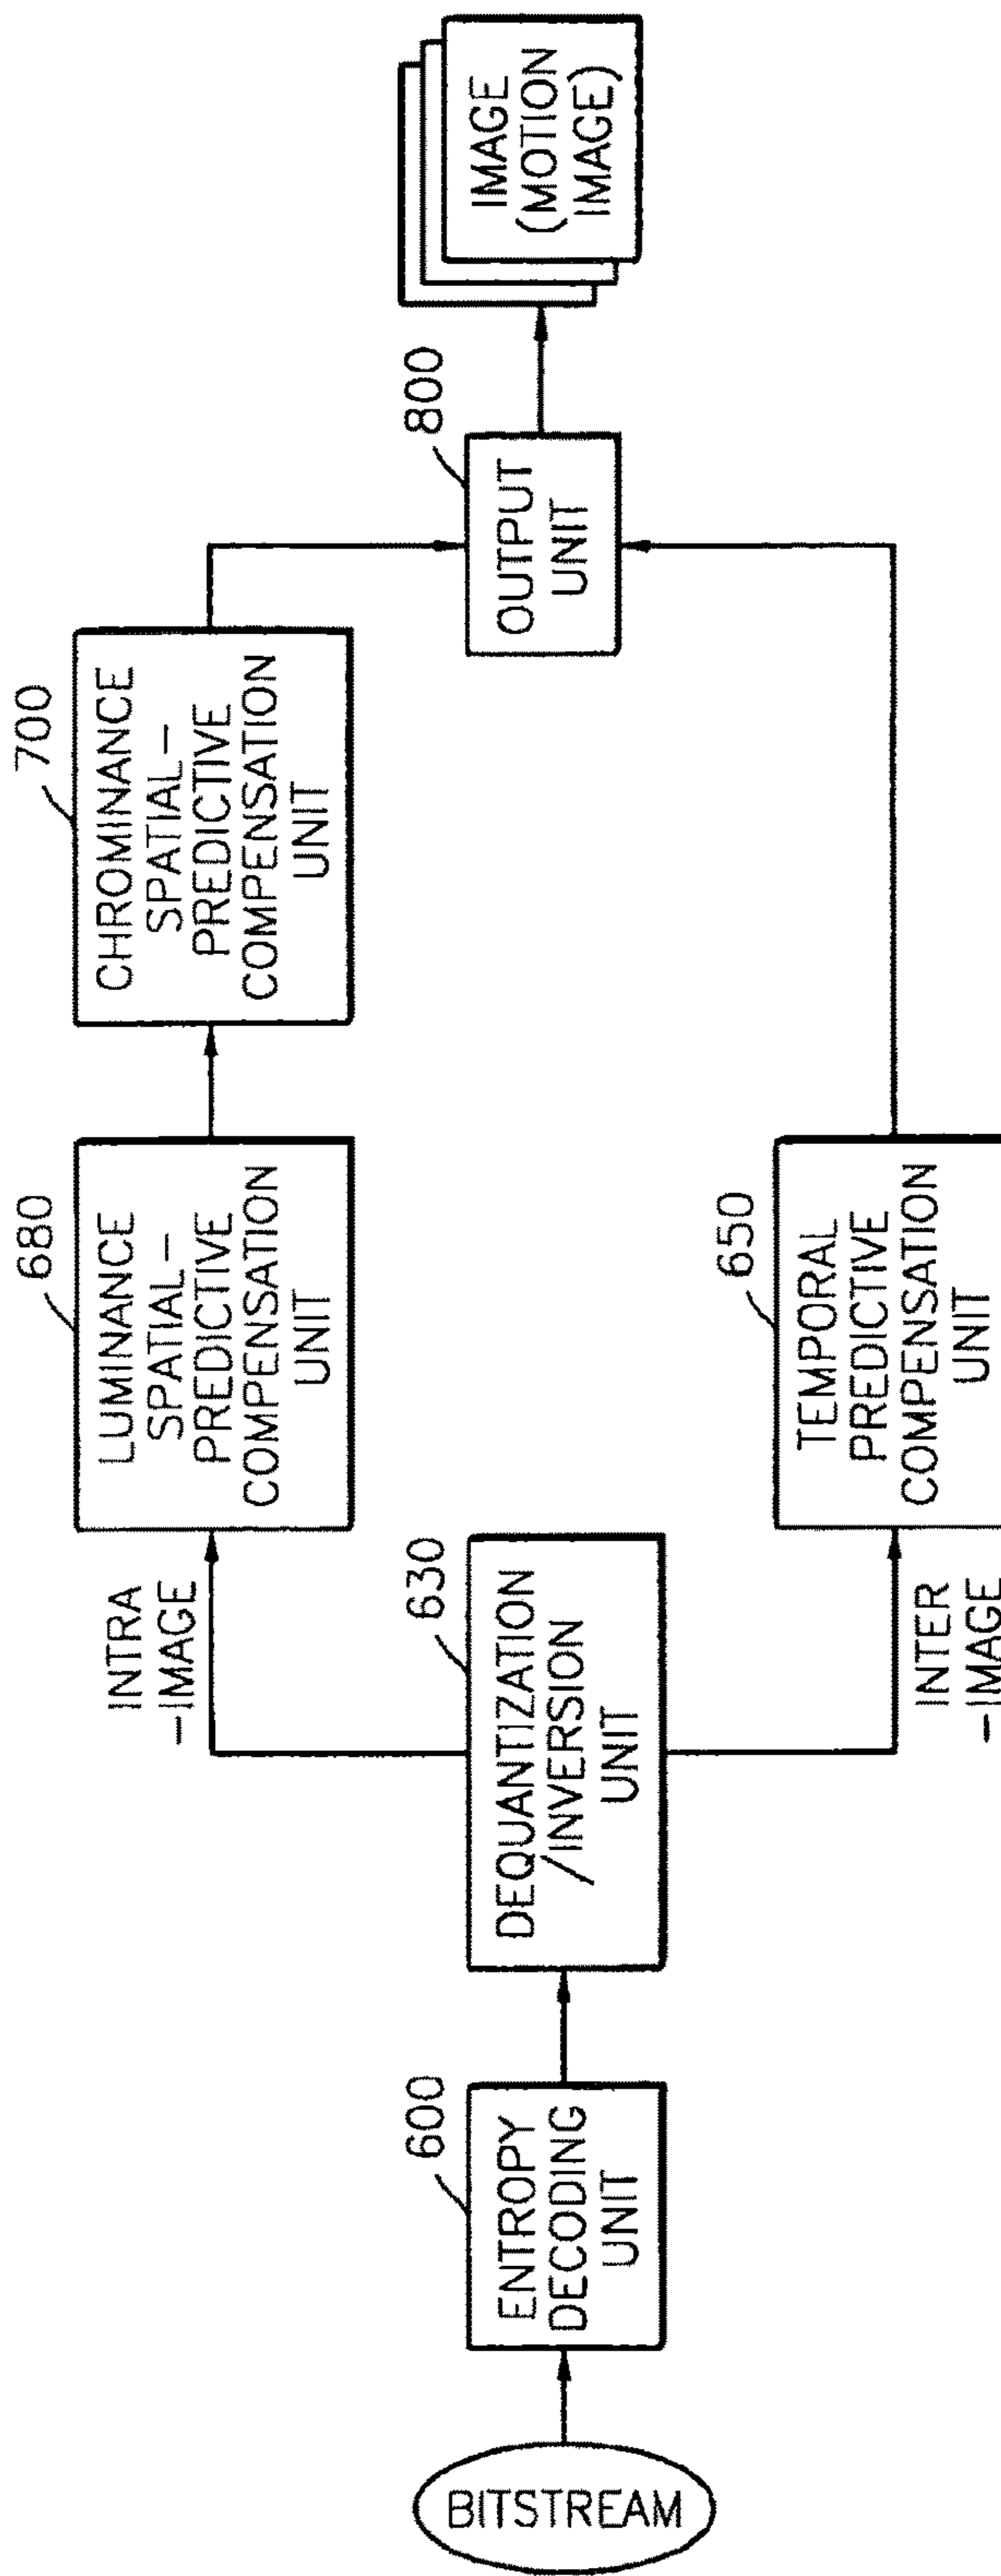 BITSTREAM
600
ENTROPY
DECODING
UNIT
630
DEQUANTIZATION
/INVERSION
UNIT
INTRA
-IMAGE
680
LUMINANCE
SPATIAL-
PREDICTIVE
COMPENSATION
UNIT
700
CHROMINANCE
SPATIAL-
PREDICTIVE
COMPENSATION
UNIT
INTER
-IMAGE
650
TEMPORAL
PREDICTIVE
COMPENSATION
UNIT
800
OUTPUT
UNIT
IMAGE
(MOTION
IMAGE)